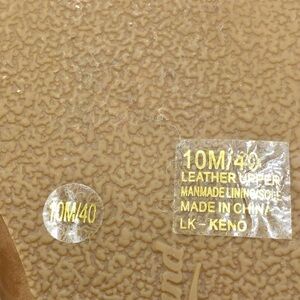 10M/40
10M/40
LEATHER UPPER
MANMADE LINING/SOLE
MADE IN CHINA
LK - KENO